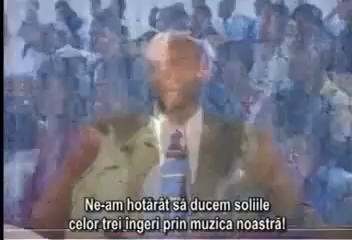 Ne-am hotărât să ducem soliile
celor trei îngeri prin muzica noastră!